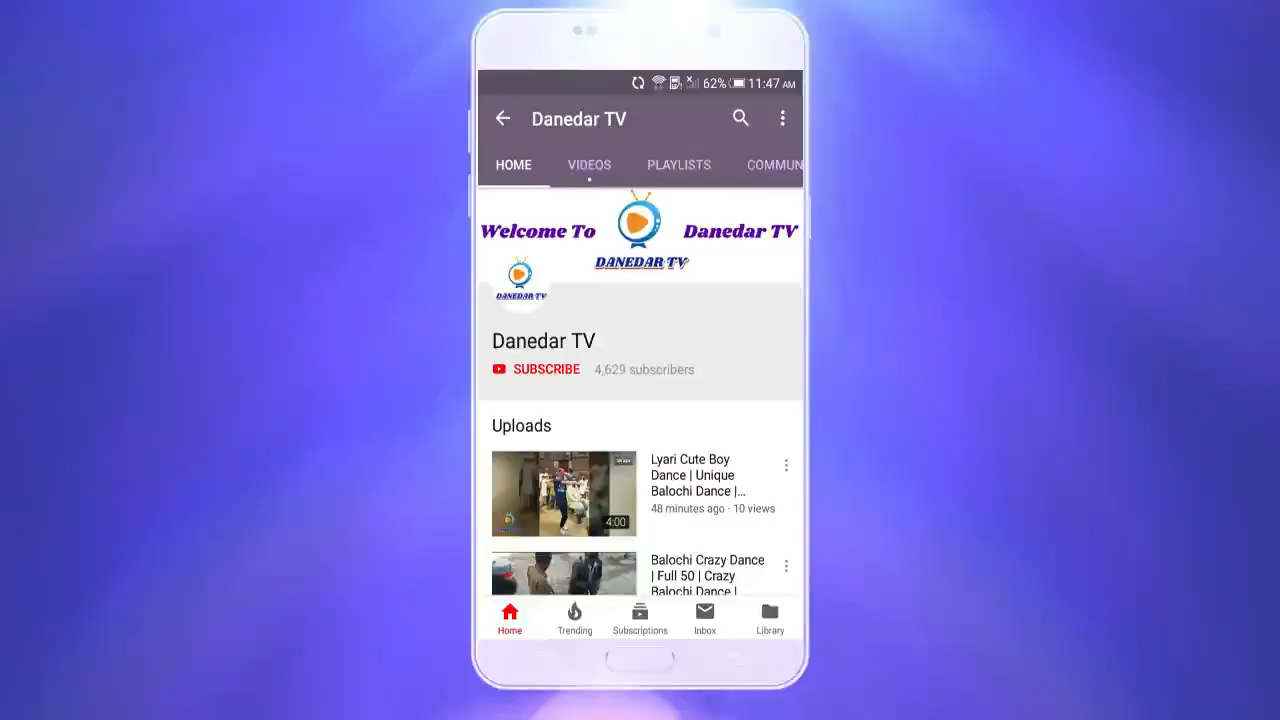 62% 11:47 AM
Danedar TV
HOME VIDEOS PLAYLISTS COMMUN
Welcome To Danedar TV
DANEDAR TV
DANEDAR TV
Danedar TV
SUBSCRIBE 4,629 subscribers
Uploads
Lyari Cute Boy
Dance | Unique
Balochi Dance |...
48 minutes ago · 10 views
4:00
Balochi Crazy Dance
| Full 50 | Crazy
Balochi Dance |
Home Trending Subscriptions Inbox Library